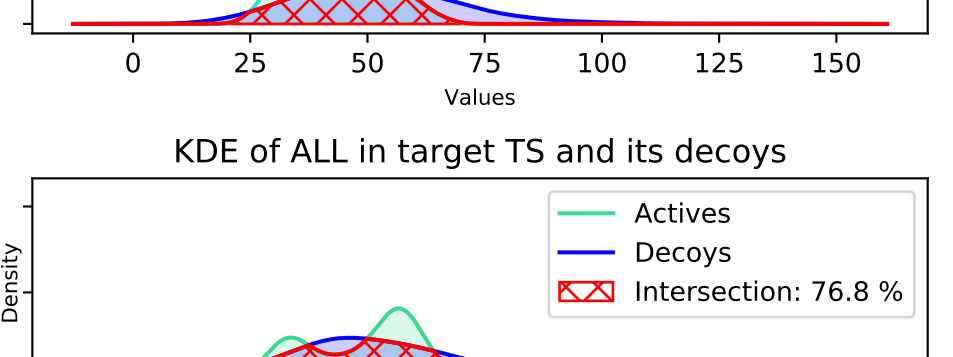 0 25 50 75 100 125 150
Values
KDE of ALL in target TS and its decoys
Density
Actives
Decoys
Intersection: 76.8 %